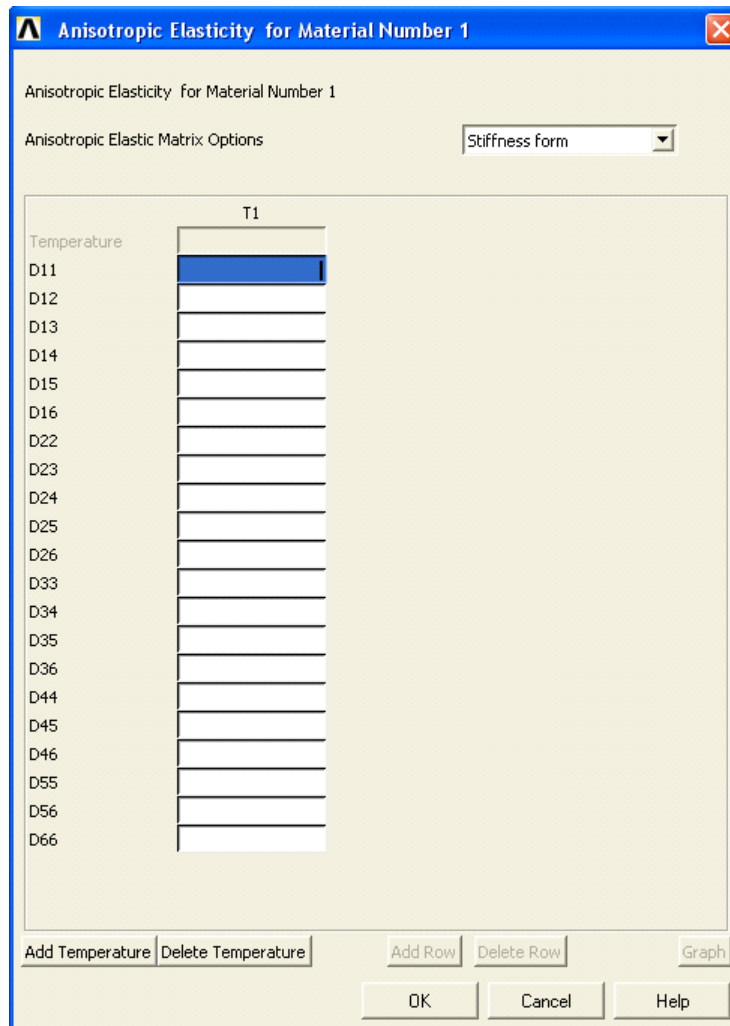 Anisotropic Elasticity for Material Number 1
Anisotropic Elasticity for Material Number 1
Anisotropic Elastic Matrix Options Stiffness form
T1
Temperature
D11
D12
D13
D14
D15
D16
D22
D23
D24
D25
D26
D33
D34
D35
D36
D44
D45
D46
D55
D56
D66
Add Temperature Delete Temperature Add Row Delete Row Graph
OK Cancel Help